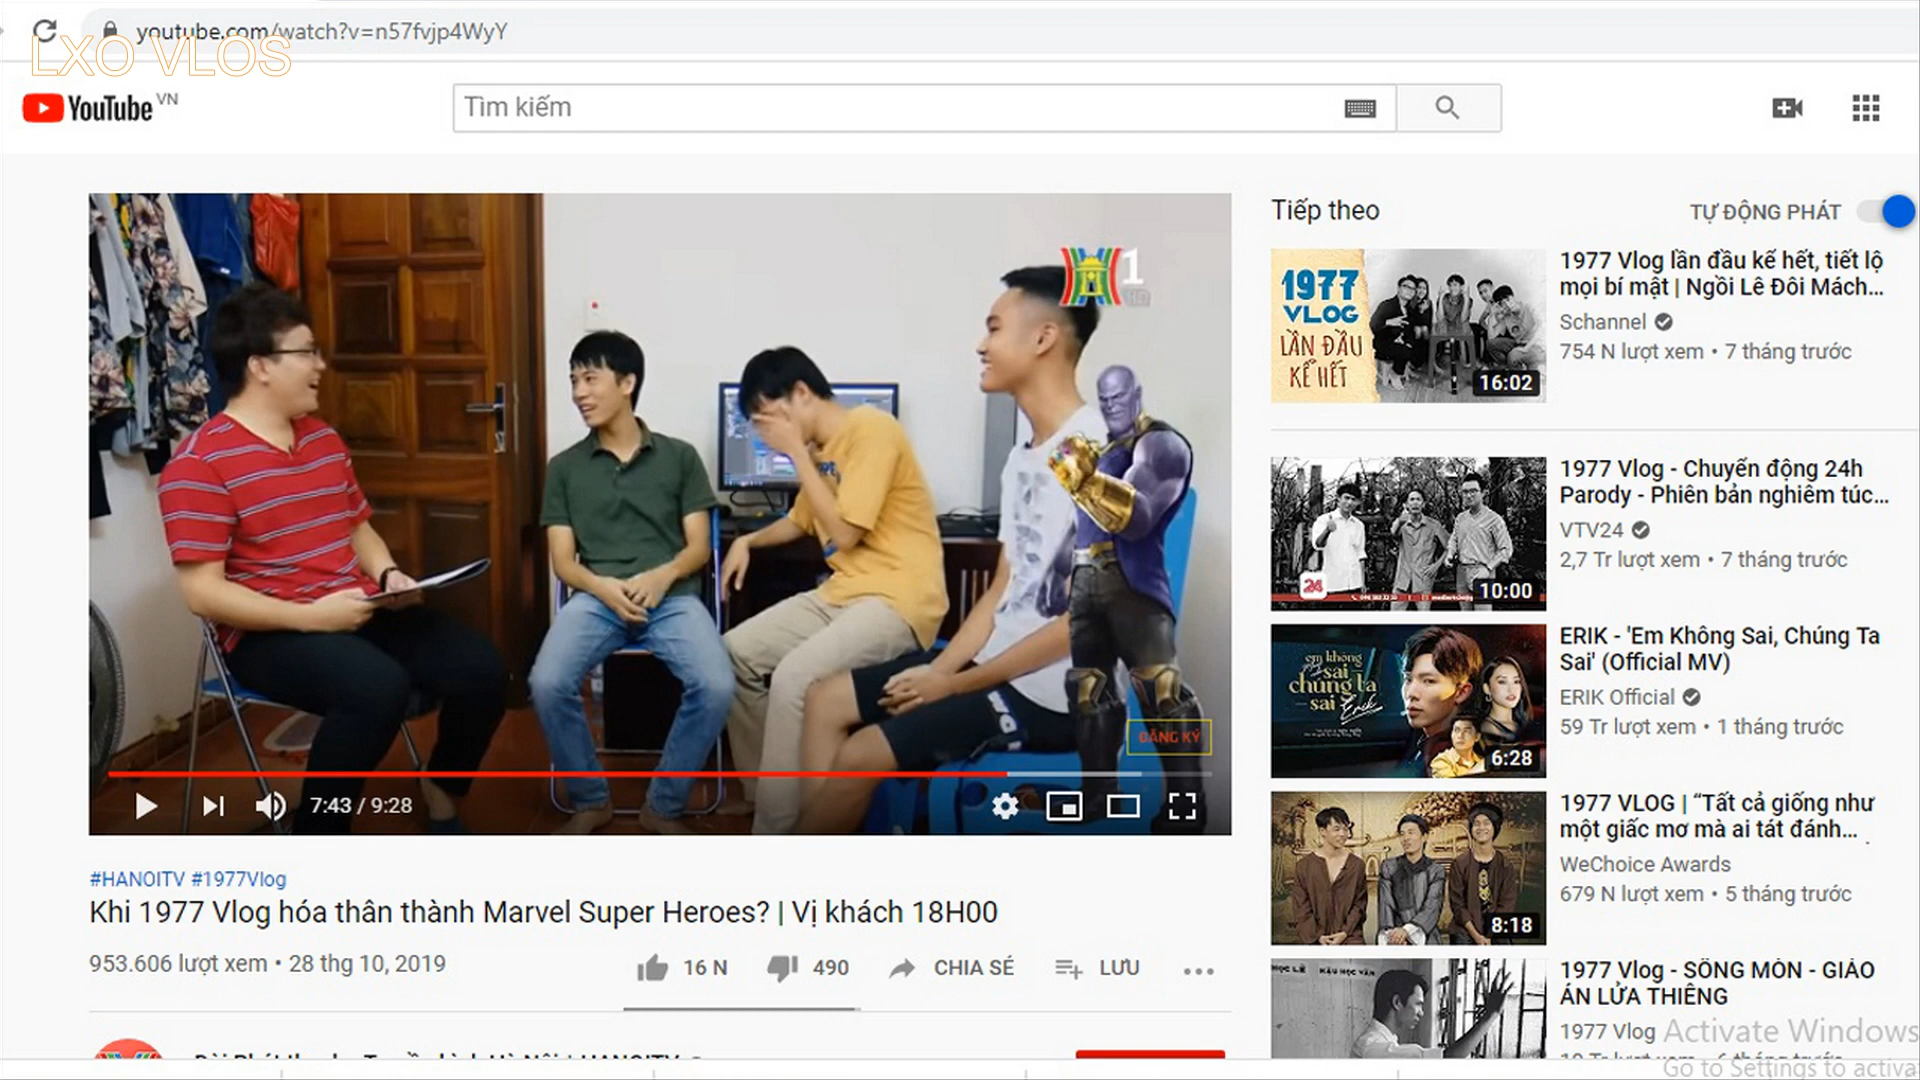 youtube.com/watch?v=n57fvjp4WyY
LXO VLOS
YouTube VN
Tìm kiếm
1
HD
ĐĂNG KÝ
7:43 / 9:28
#HANOITV #1977Vlog
Khi 1977 Vlog hóa thân thành Marvel Super Heroes? | Vị khách 18H00
953.606 lượt xem • 28 thg 10, 2019
16 N
490
CHIA SẺ
LƯU
Tiếp theo
TỰ ĐỘNG PHÁT
1977
VLOG
LẦN ĐẦU
KỂ HẾT
16:02
1977 Vlog lần đầu kể hết, tiết lộ
mọi bí mật | Ngồi Lê Đôi Mách...
Schannel
754 N lượt xem • 7 tháng trước
24
10:00
1977 Vlog - Chuyển động 24h
Parody - Phiên bản nghiêm túc...
VTV24
2,7 Tr lượt xem • 7 tháng trước
em không
sai
chúng ta
sai
Erik
6:28
ERIK - 'Em Không Sai, Chúng Ta
Sai' (Official MV)
ERIK Official
59 Tr lượt xem • 1 tháng trước
8:18
1977 VLOG | “Tất cả giống như
một giấc mơ mà ai tát đánh...
WeChoice Awards
679 N lượt xem • 5 tháng trước
1977 Vlog - SỐNG MÒN - GIÁO
ÁN LỬA THIÊNG
1977 Vlog
Activate Windows
Go to Settings to activa